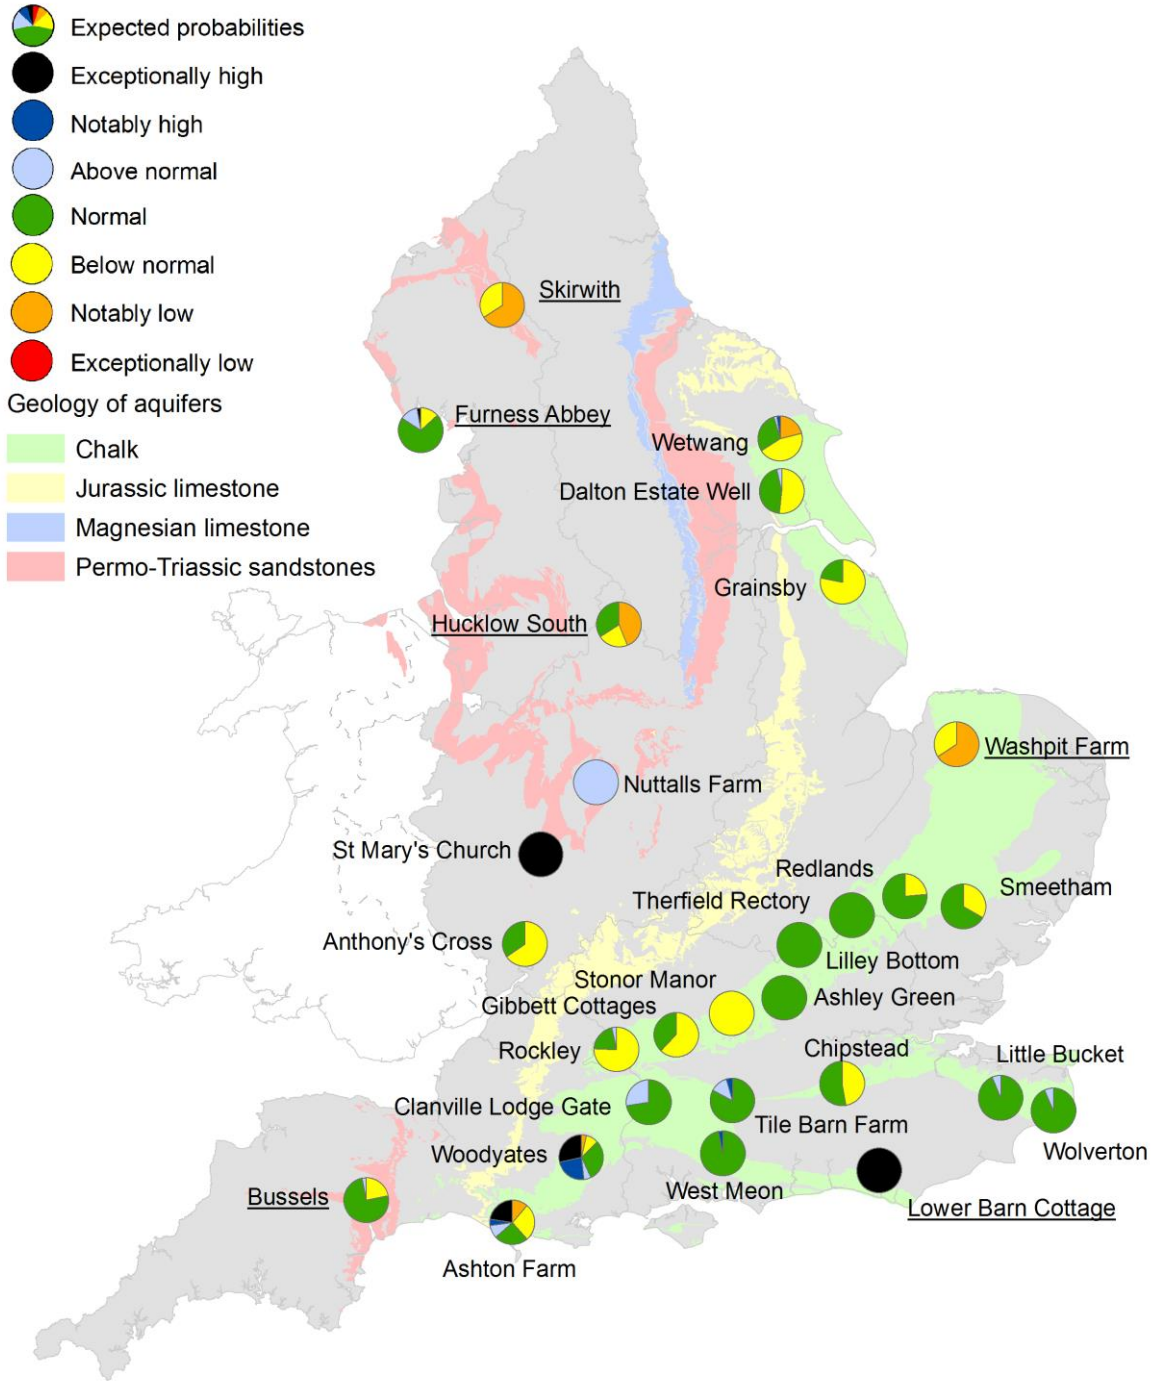 Expected probabilities
Exceptionally high
Notably high
Above normal
Normal
Below normal
Notably low
Exceptionally low
Geology of aquifers
Chalk
Jurassic limestone
Magnesian limestone
Permo-Triassic sandstones
Skirwith
Furness Abbey
Wetwang
Dalton Estate Well
Grainsby
Hucklow South
Washpit Farm
Nuttalls Farm
St Mary's Church
Redlands
Smeetham
Therfield Rectory
Anthony's Cross
Lilley Bottom
Stonor Manor
Ashley Green
Gibbett Cottages
Rockley
Chipstead
Little Bucket
Clanville Lodge Gate
Tile Barn Farm
Wolverton
Woodyates
West Meon
Bussels
Lower Barn Cottage
Ashton Farm